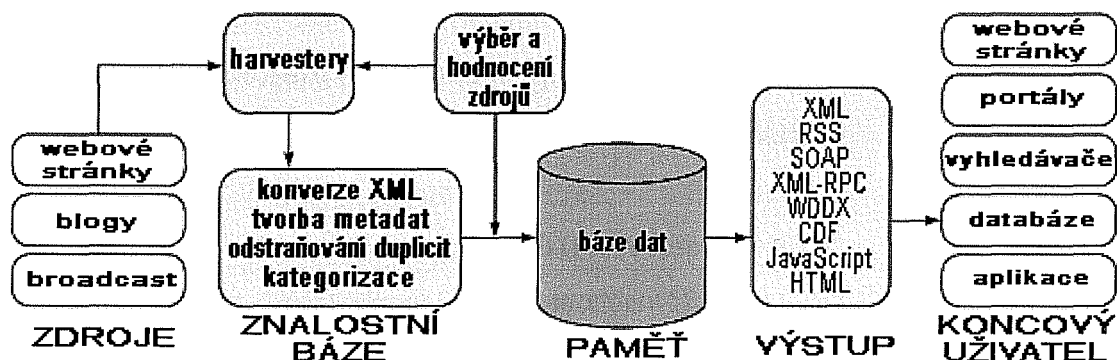 webové
stránky
blogy
broadcast
ZDROJE
harvestery
výběr a
hodnocení
zdrojů
konverze XML
tvorba metadat
odstraňování duplicit
kategorizace
ZNALOSTNÍ
BÁZE
báze dat
PAMĚŤ
XML
RSS
SOAP
XML-RPC
WDDX
CDF
JavaScript
HTML
VÝSTUP
webové
stránky
portály
vyhledávače
databáze
aplikace
KONCOVÝ
UŽIVATEL